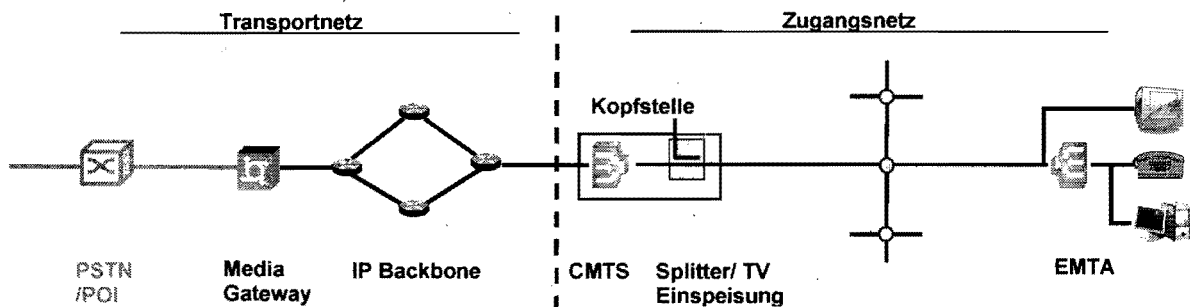 Transportnetz
Zugangsnetz
Kopfstelle
PSTN
/POI
Media
Gateway
IP Backbone
CMTS
Splitter/ TV
Einspeisung
EMTA